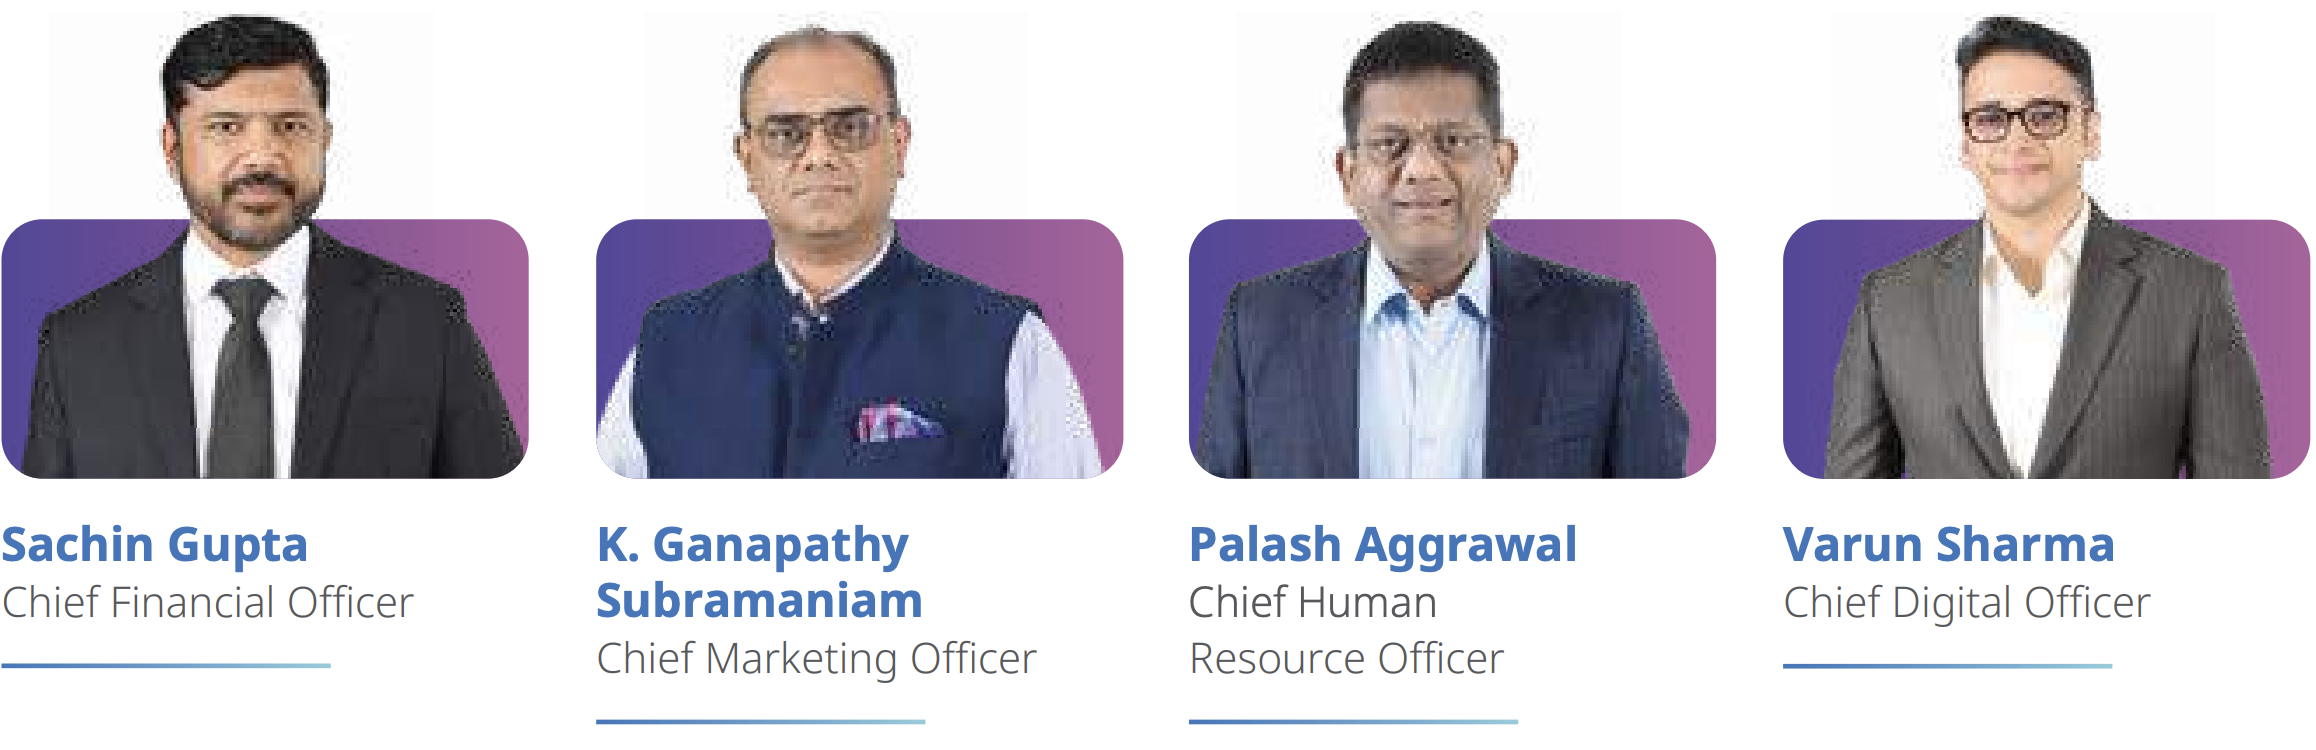 Sachin Gupta
Chief Financial Officer
K. Ganapathy
Subramaniam
Chief Marketing Officer
Palash Aggrawal
Chief Human
Resource Officer
Varun Sharma
Chief Digital Officer